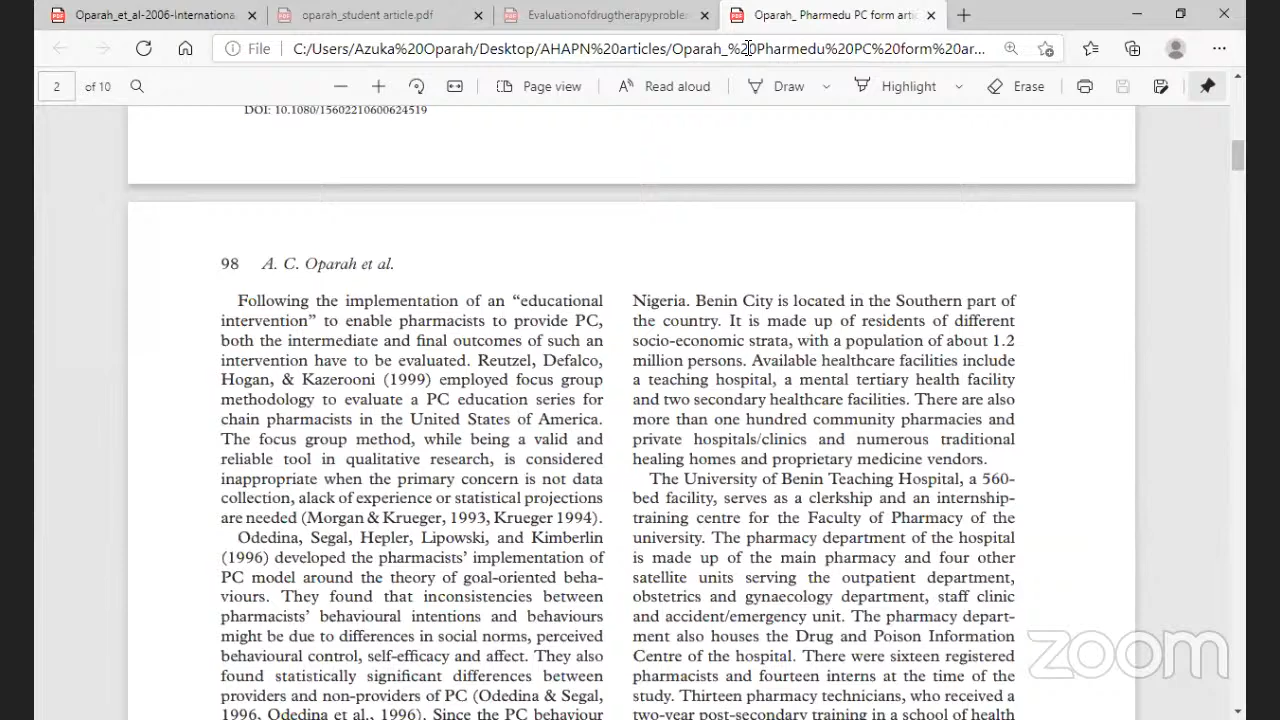 Oparah_et_al-2006-Internationa
oparah_student article.pdf
Evaluationofdrugtherapyproble
Oparah_ Pharmedu PC form arti
File
C:/Users/Azuka%20Oparah/Desktop/AHAPN%20articles/Oparah_%20Pharmedu%20PC%20form%20ar...
2 of 10
Page view
Read aloud
Draw
Highlight
Erase
DOI: 10.1080/15602210600624519
98 A. C. Oparah et al.
Following the implementation of an “educational
intervention” to enable pharmacists to provide PC,
both the intermediate and final outcomes of such an
intervention have to be evaluated. Reutzel, Defalco,
Hogan, & Kazerooni (1999) employed focus group
methodology to evaluate a PC education series for
chain pharmacists in the United States of America.
The focus group method, while being a valid and
reliable tool in qualitative research, is considered
inappropriate when the primary concern is not data
collection, alack of experience or statistical projections
are needed (Morgan & Krueger, 1993, Krueger 1994).
Odedina, Segal, Hepler, Lipowski, and Kimberlin
(1996) developed the pharmacists’ implementation of
PC model around the theory of goal-oriented beha-
viours. They found that inconsistencies between
pharmacists’ behavioural intentions and behaviours
might be due to differences in social norms, perceived
behavioural control, self-efficacy and affect. They also
found statistically significant differences between
providers and non-providers of PC (Odedina & Segal,
1996, Odedina et al., 1996). Since the PC behaviour
Nigeria. Benin City is located in the Southern part of
the country. It is made up of residents of different
socio-economic strata, with a population of about 1.2
million persons. Available healthcare facilities include
a teaching hospital, a mental tertiary health facility
and two secondary healthcare facilities. There are also
more than one hundred community pharmacies and
private hospitals/clinics and numerous traditional
healing homes and proprietary medicine vendors.
The University of Benin Teaching Hospital, a 560-
bed facility, serves as a clerkship and an internship-
training centre for the Faculty of Pharmacy of the
university. The pharmacy department of the hospital
is made up of the main pharmacy and four other
satellite units serving the outpatient department,
obstetrics and gynaecology department, staff clinic
and accident/emergency unit. The pharmacy depart-
ment also houses the Drug and Poison Information
Centre of the hospital. There were sixteen registered
pharmacists and fourteen interns at the time of the
study. Thirteen pharmacy technicians, who received a
two-year post-secondary training in a school of health
zoom